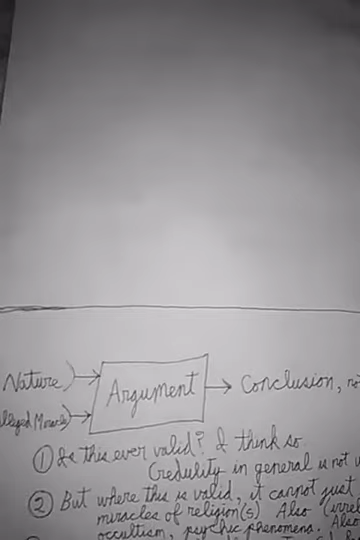 Nature) → Argument → Conclusion,
Miracle) →
① Is this ever valid? I think so.
Credulity in general is not
② But where this is valid, it cannot just
miracles of religion(s) Also
occultism, psychic phenomena. Also